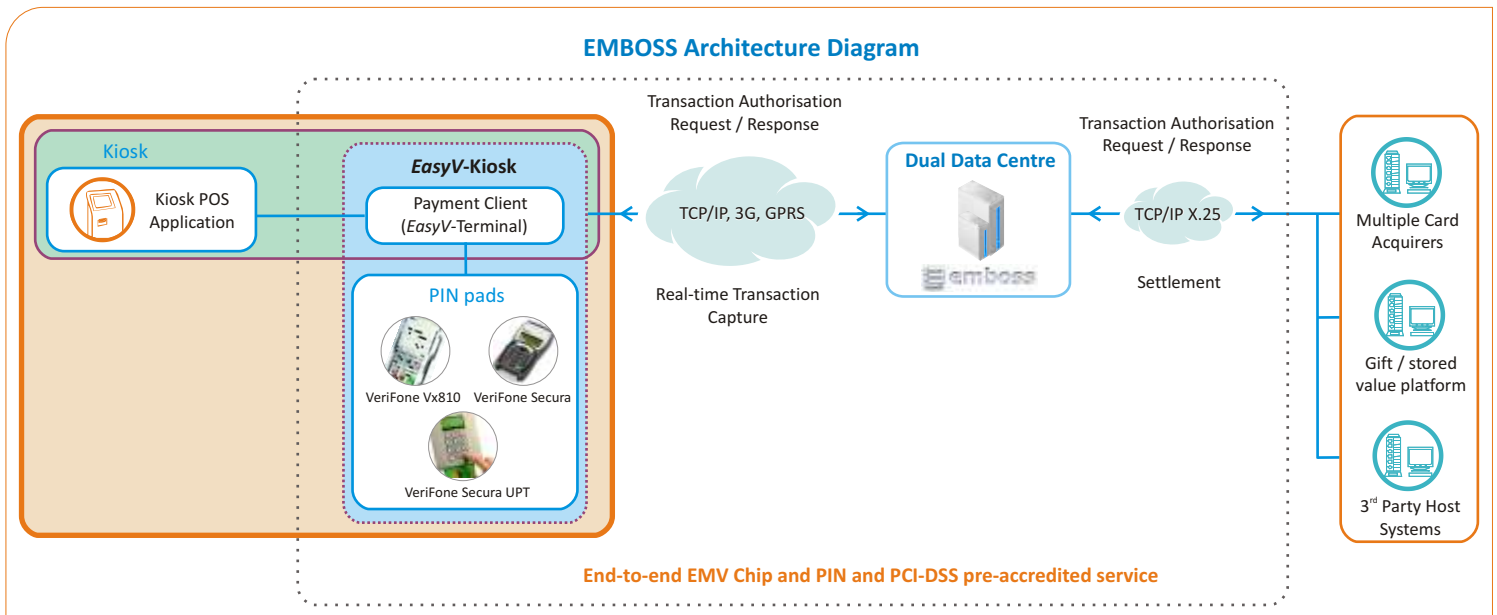 EMBOSS Architecture Diagram
Kiosk
Kiosk POS
Application
EasyV-Kiosk
Payment Client
(EasyV-Terminal)
PIN pads
VeriFone Vx810
VeriFone Secura
VeriFone Secura UPT
Transaction Authorisation
Request / Response
TCP/IP, 3G, GPRS
Real-time Transaction
Capture
Dual Data Centre
emboss
Transaction Authorisation
Request / Response
TCP/IP X.25
Settlement
Multiple Card
Acquirers
Gift / stored
value platform
3rd Party Host
Systems
End-to-end EMV Chip and PIN and PCI-DSS pre-accredited service